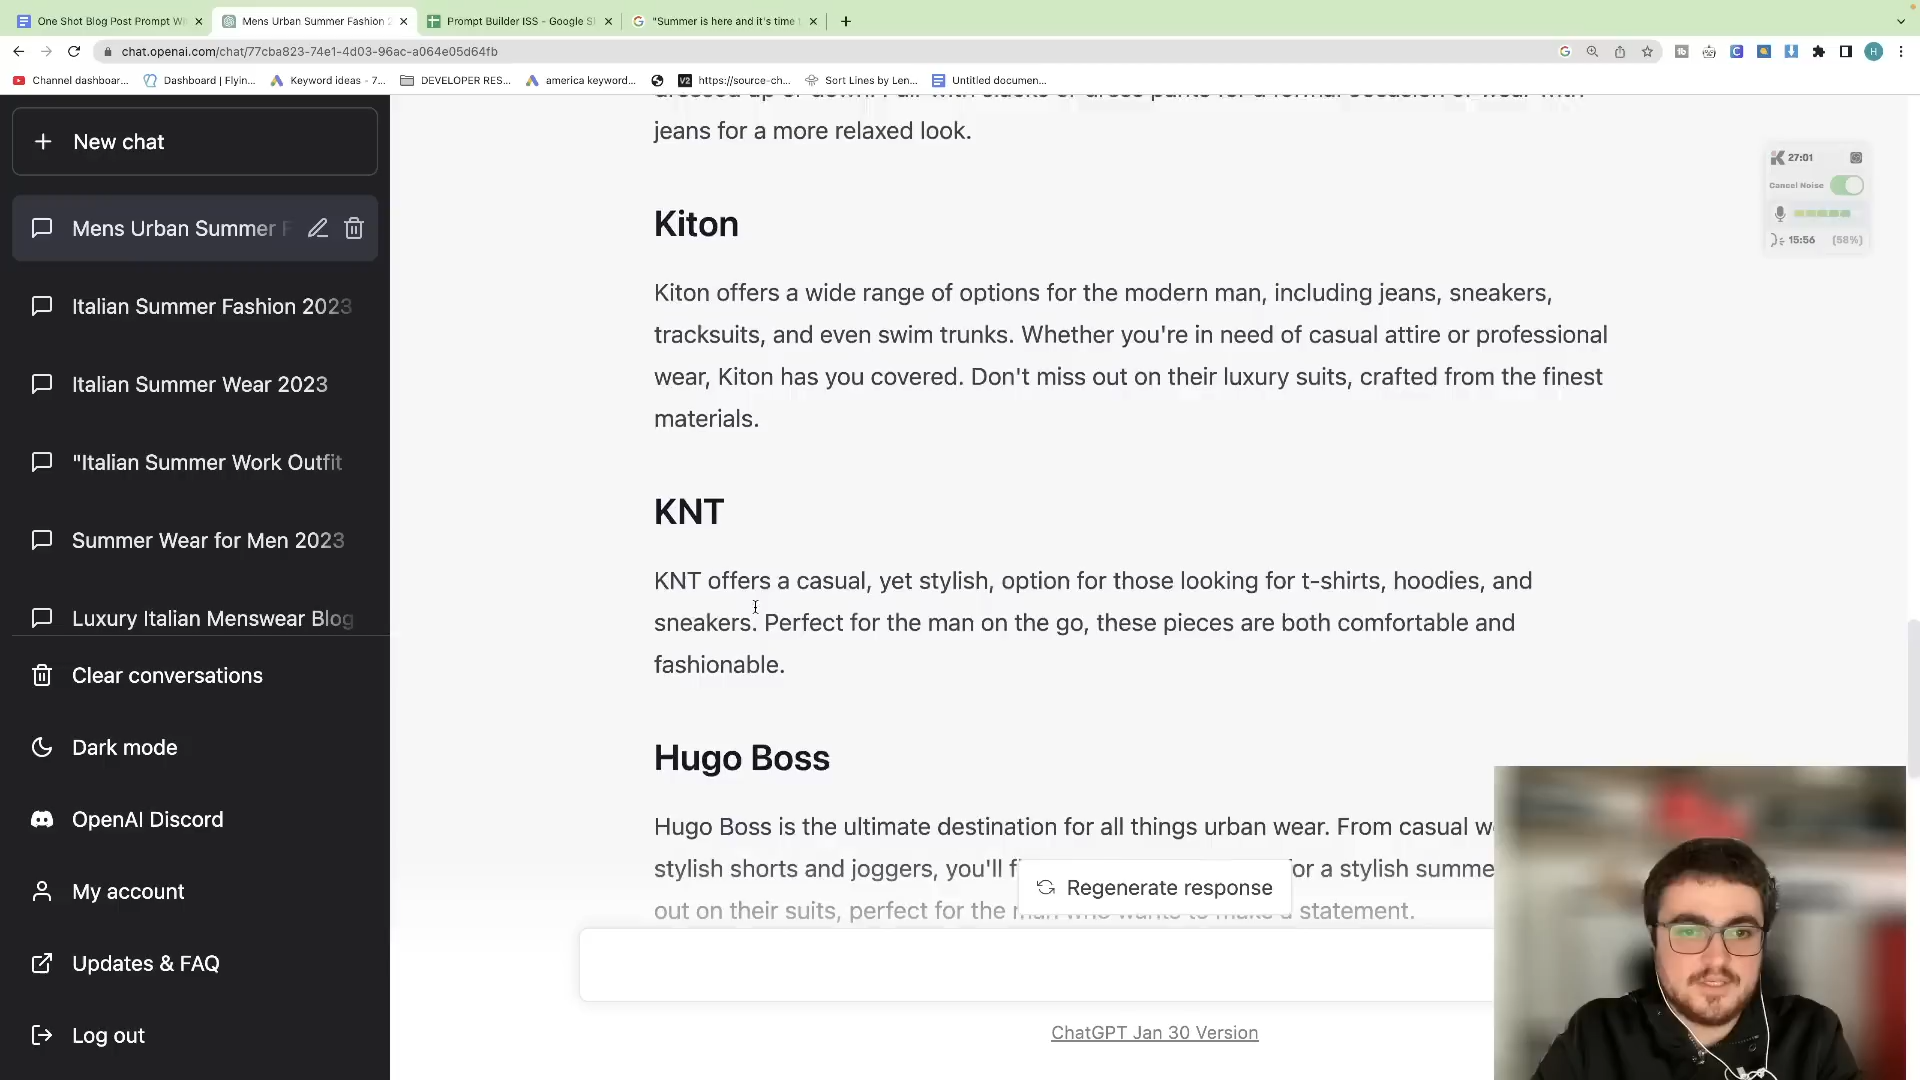 One Shot Blog Post Prompt Wi
Mens Urban Summer Fashion
Prompt Builder ISS - Google S
"Summer is here and it's time
chat.openai.com/chat/77cba823-74e1-4d03-96ac-a064e05d64fb
Channel dashboar...
Dashboard | Flyin...
Keyword ideas - 7...
DEVELOPER RES...
america keyword...
https://source-ch...
Sort Lines by Len...
Untitled documen...
New chat
Mens Urban Summer F
Italian Summer Fashion 2023
Italian Summer Wear 2023
"Italian Summer Work Outfit
Summer Wear for Men 2023
Luxury Italian Menswear Blog
Clear conversations
Dark mode
OpenAI Discord
My account
Updates & FAQ
Log out
jeans for a more relaxed look.
Kiton
Kiton offers a wide range of options for the modern man, including jeans, sneakers,
tracksuits, and even swim trunks. Whether you're in need of casual attire or professional
wear, Kiton has you covered. Don't miss out on their luxury suits, crafted from the finest
materials.
KNT
KNT offers a casual, yet stylish, option for those looking for t-shirts, hoodies, and
sneakers. Perfect for the man on the go, these pieces are both comfortable and
fashionable.
Hugo Boss
Hugo Boss is the ultimate destination for all things urban wear. From casual w
stylish shorts and joggers, you'll f or a stylish summe
out on their suits, perfect for the man who wants to make a statement.
Regenerate response
ChatGPT Jan 30 Version
27:01
Cancel Noise
15:56 (58%)